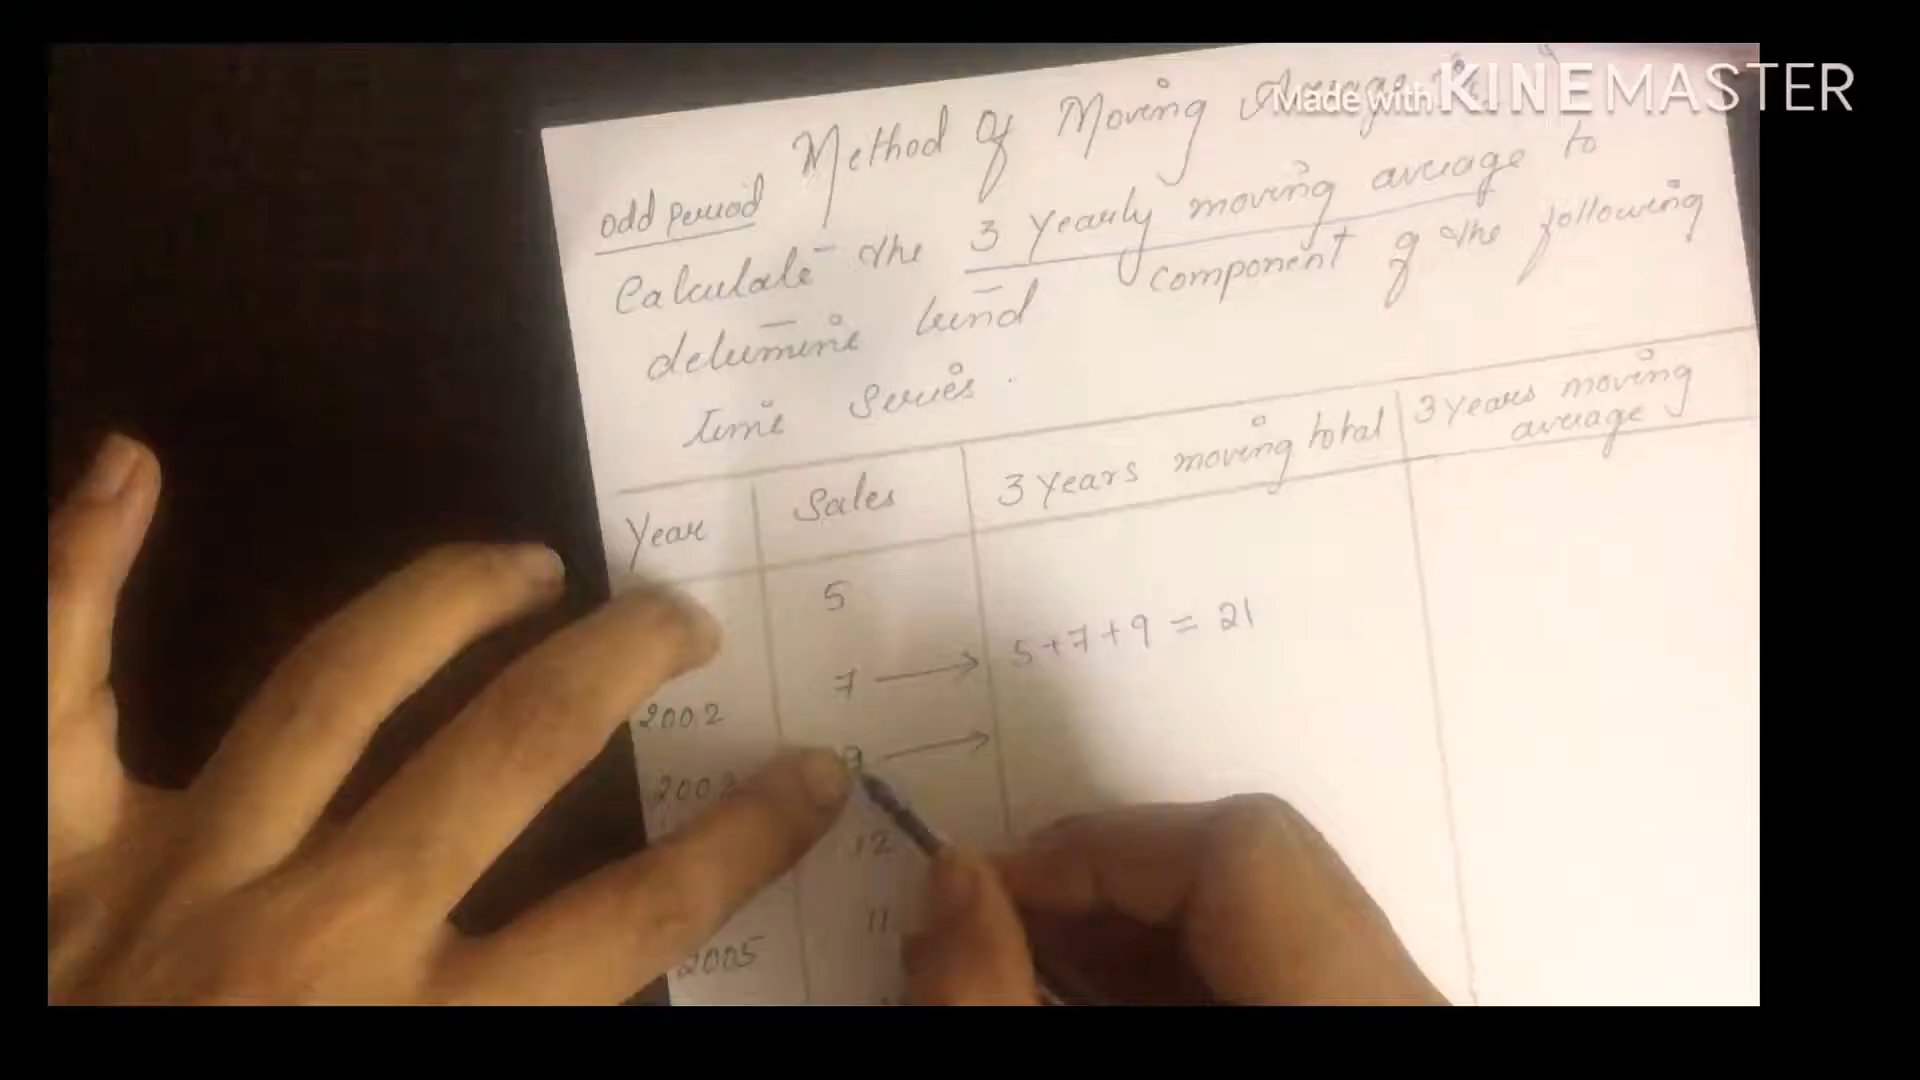 Made with KINEMASTER
Method of Moving Average
odd period
Calculate the 3 Yearly moving average to
determine trend component of the following
time series.
Year Sales 3 Years moving total 3 years moving average
5
7 → 5+7+9 = 21
2002
9 →
12
11
2005